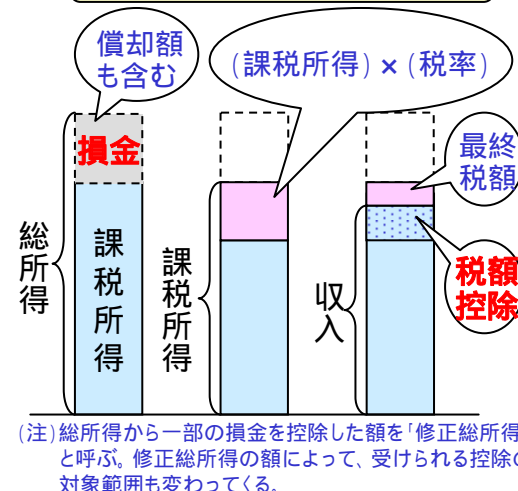 償却額
も含む
(課税所得)×(税率)
損金
最終
税額
総所得
課税所得
課税所得
収入
税額
控除
(注)総所得から一部の損金を控除した額を｢修正総所得
と呼ぶ。修正総所得の額によって、受けられる控除の
対象範囲も変わってくる。